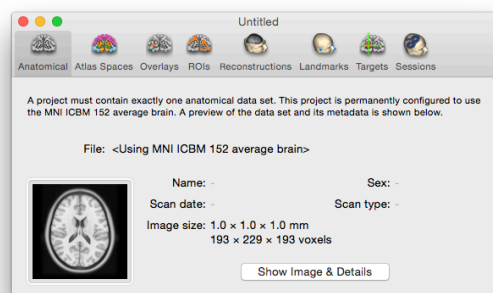 Untitled
Anatomical Atlas Spaces Overlays ROIs Reconstructions Landmarks Targets Sessions
A project must contain exactly one anatomical data set. This project is permanently configured to use
the MNI ICBM 152 average brain. A preview of the data set and its metadata is shown below.
File: <Using MNI ICBM 152 average brain>
Name: - Sex: -
Scan date: - Scan type: -
Image size: 1.0 × 1.0 × 1.0 mm
193 × 229 × 193 voxels
Show Image & Details